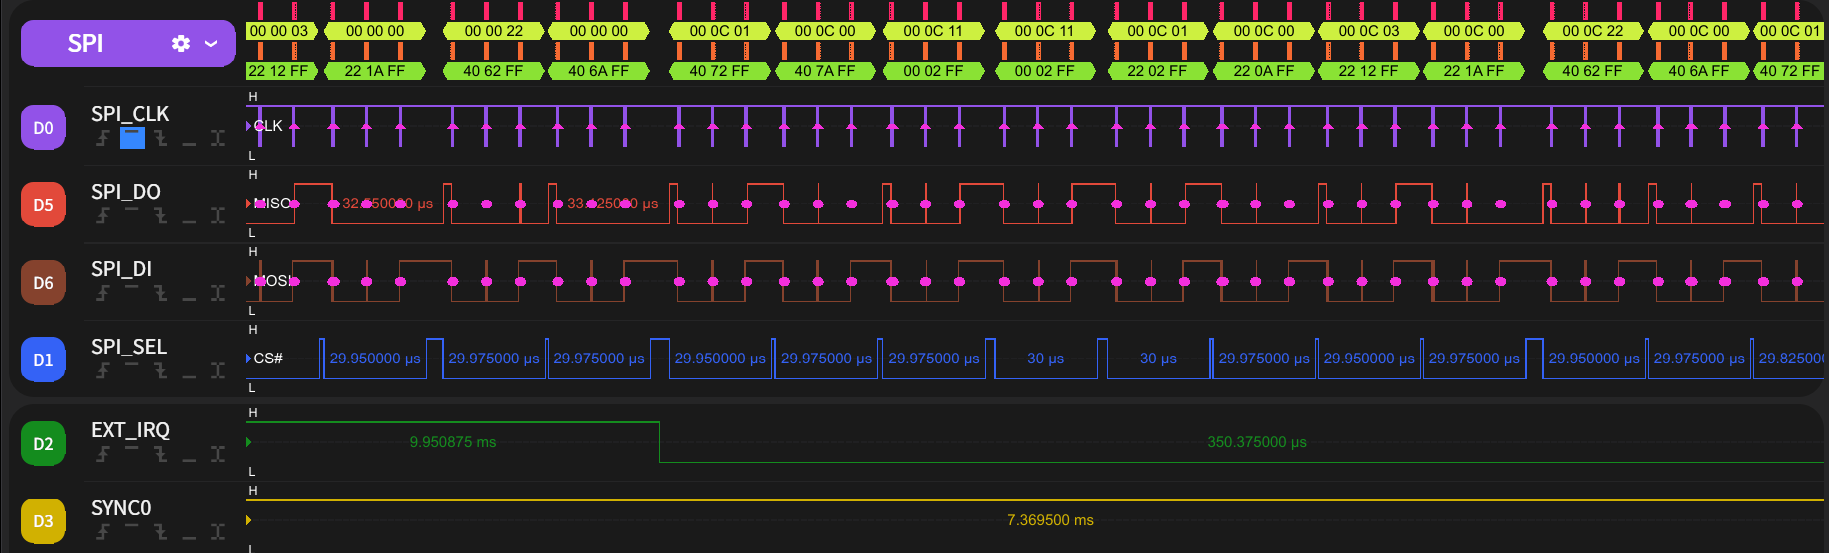 SPI
00 00 03 00 00 00 00 00 22 00 00 00 00 0C 01 00 0C 00 00 0C 11 00 0C 11 00 0C 01 00 0C 00 00 0C 03 00 0C 00 00 0C 22 00 0C 00 00 0C 01
22 12 FF 22 1A FF 40 62 FF 40 6A FF 40 72 FF 40 7A FF 00 02 FF 00 02 FF 22 02 FF 22 0A FF 22 12 FF 22 1A FF 40 62 FF 40 6A FF 40 72 FF
H
D0 SPI_CLK
CLK
L
H
D5 SPI_DO
MISO 33.125000 µs
L
H
D6 SPI_DI
MOSI
L
H
D1 SPI_SEL
CS# 29.950000 µs 29.975000 µs 29.975000 µs 29.950000 µs 29.975000 µs 29.975000 µs 30 µs 30 µs 29.975000 µs 29.950000 µs 29.975000 µs 29.950000 µs 29.975000 µs 29.825000
L
H
D2 EXT_IRQ
9.950875 ms 350.375000 µs
L
H
D3 SYNC0
7.369500 ms
L